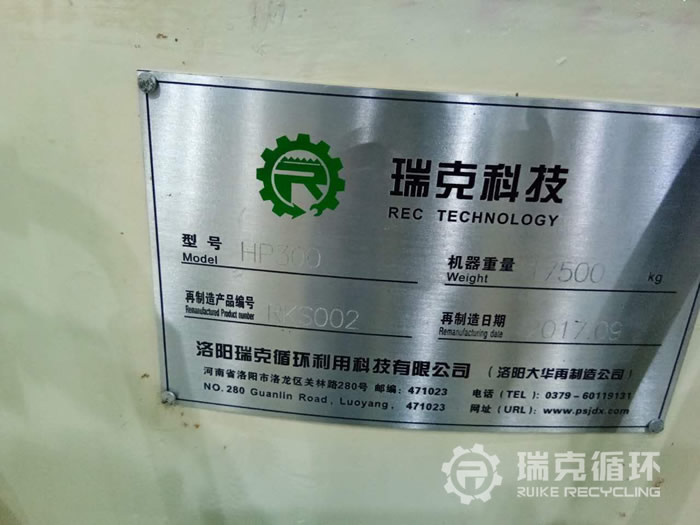 瑞克科技
REC TECHNOLOGY
型号 HP300
Model
机器重量 17500 kg
Weight
再制造产品编号 RKS002
Remanufactured Product number
再制造日期 2017.09
Remanufacturing date
洛阳瑞克循环利用科技有限公司 (洛阳大华再制造公司)
河南省洛阳市洛龙区关林路280号 邮编: 471023 电话 (TEL): 0379-60119131
NO.280 Guanlin Road, Luoyang, 471023 网址 (URL): www.psjdx.com
瑞克循环
RUIKE RECYCLING